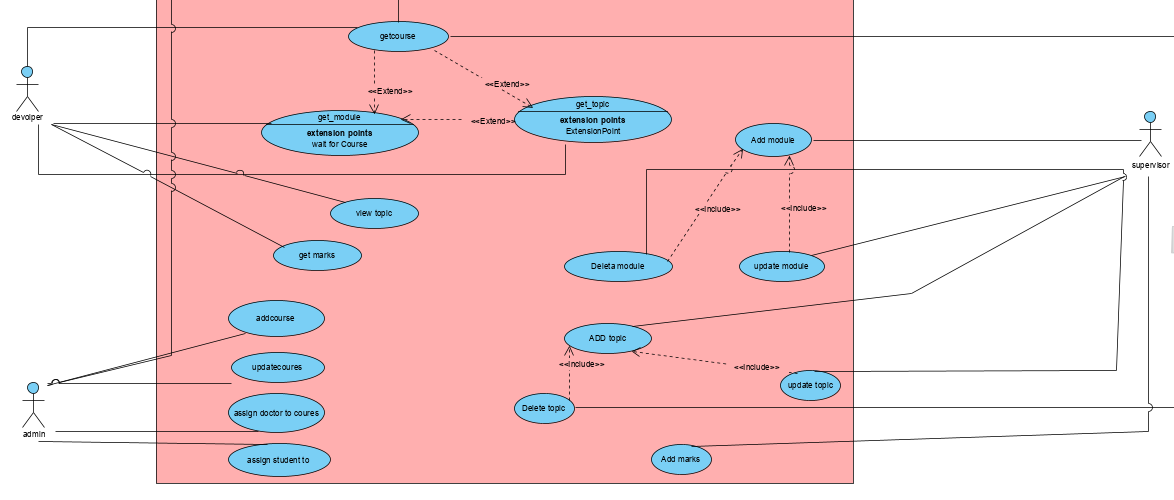 getcourse
<<Extend>>
<<Extend>>
get_topic
extension points
ExtensionPoint
get_module
extension points
wait for Course
<<Extend>>
devolper
Add module
supervisor
<<Include>>
<<Include>>
view topic
get marks
Deleta module
update module
addcourse
ADD topic
updatecoures
<<Include>>
<<Include>>
update topic
assign doctor to coures
Delete topic
admin
assign student to
Add marks